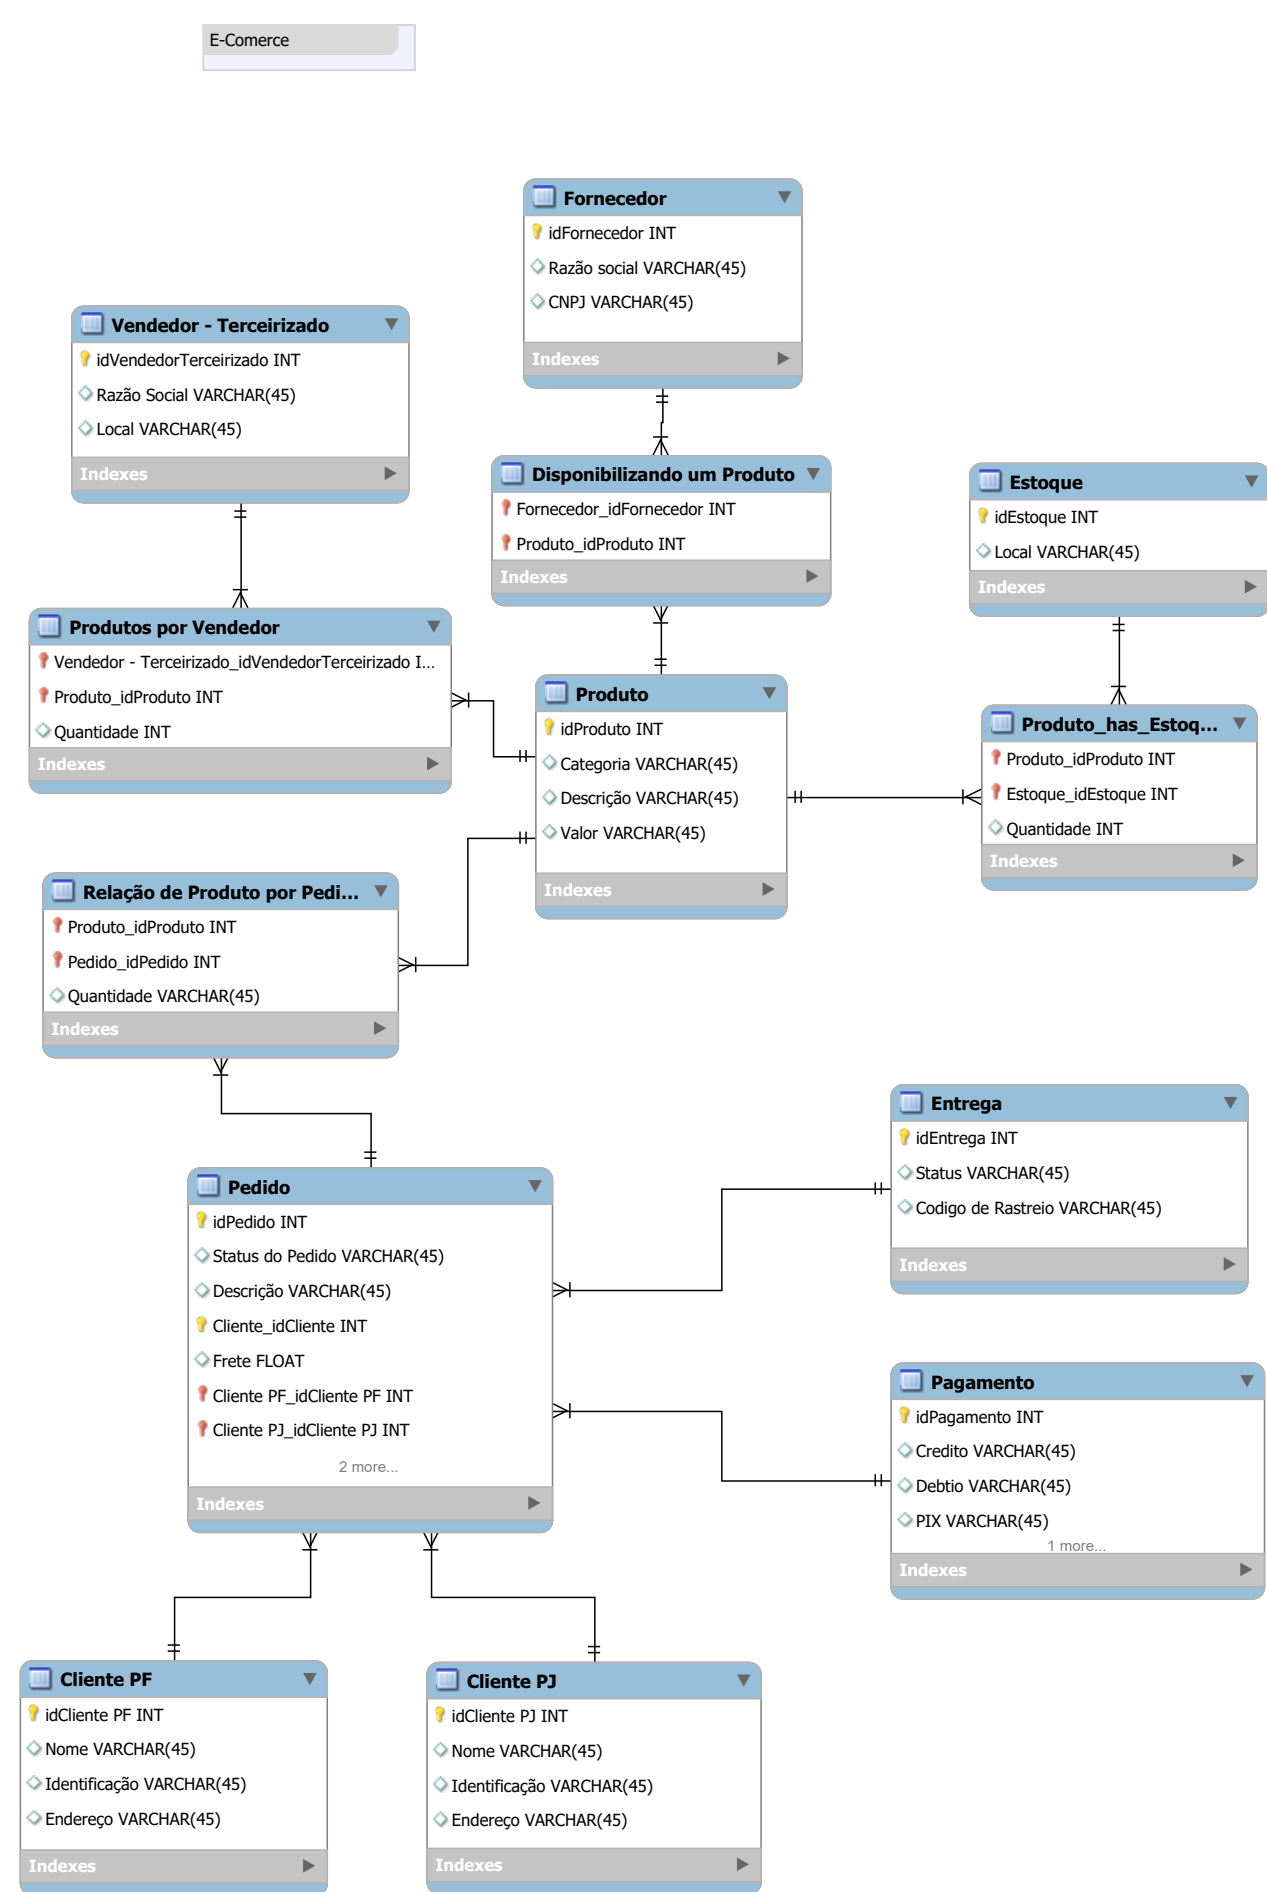 E-Comerce
Fornecedor
idFornecedor INT
Razão social VARCHAR(45)
CNPJ VARCHAR(45)
Indexes
Vendedor - Terceirizado
idVendedorTerceirizado INT
Razão Social VARCHAR(45)
Local VARCHAR(45)
Indexes
Disponibilizando um Produto
Fornecedor_idFornecedor INT
Produto_idProduto INT
Indexes
Estoque
idEstoque INT
Local VARCHAR(45)
Indexes
Produtos por Vendedor
Vendedor - Terceirizado_idVendedorTerceirizado I...
Produto_idProduto INT
Quantidade INT
Indexes
Produto
idProduto INT
Categoria VARCHAR(45)
Descrição VARCHAR(45)
Valor VARCHAR(45)
Indexes
Produto_has_Estoq...
Produto_idProduto INT
Estoque_idEstoque INT
Quantidade INT
Indexes
Relação de Produto por Pedi...
Produto_idProduto INT
Pedido_idPedido INT
Quantidade VARCHAR(45)
Indexes
Entrega
idEntrega INT
Status VARCHAR(45)
Codigo de Rastreio VARCHAR(45)
Indexes
Pedido
idPedido INT
Status do Pedido VARCHAR(45)
Descrição VARCHAR(45)
Cliente_idCliente INT
Frete FLOAT
Cliente PF_idCliente PF INT
Cliente PJ_idCliente PJ INT
2 more...
Indexes
Pagamento
idPagamento INT
Credito VARCHAR(45)
Debtio VARCHAR(45)
PIX VARCHAR(45)
1 more...
Indexes
Cliente PF
idCliente PF INT
Nome VARCHAR(45)
Identificação VARCHAR(45)
Endereço VARCHAR(45)
Indexes
Cliente PJ
idCliente PJ INT
Nome VARCHAR(45)
Identificação VARCHAR(45)
Endereço VARCHAR(45)
Indexes